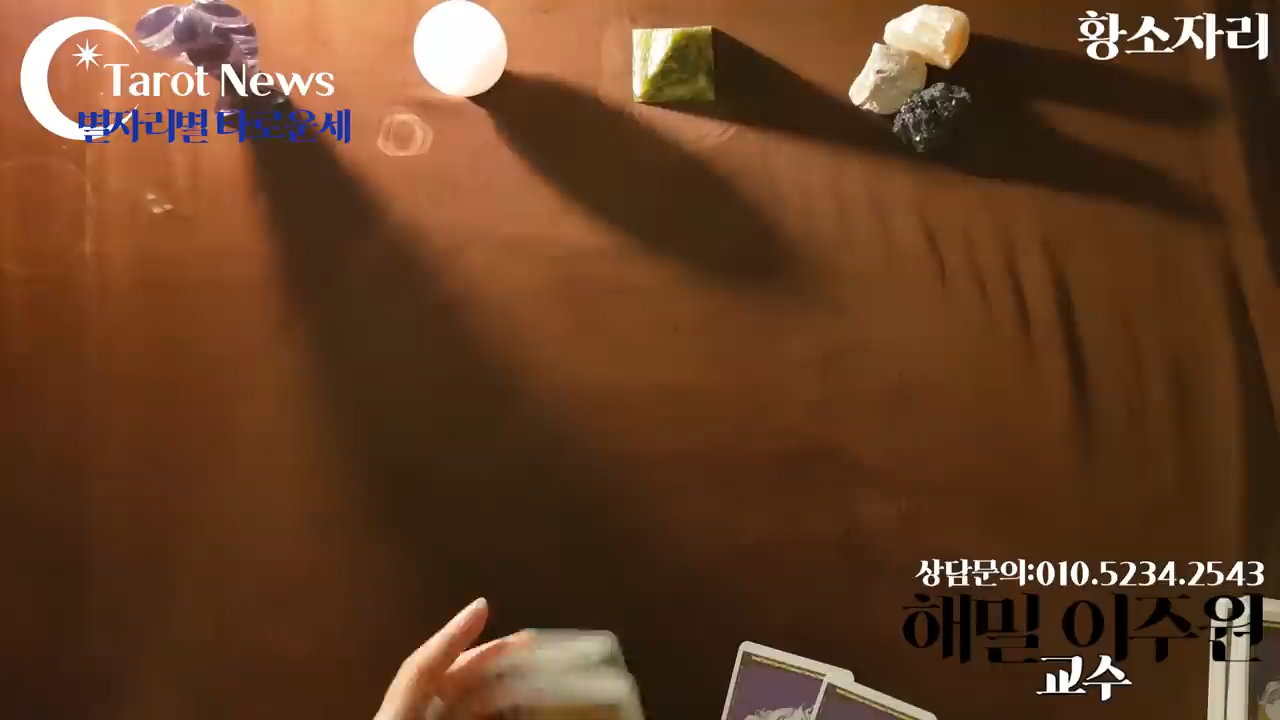 황소자리
Tarot News
별자리별 타로운세
상담문의:010.5234.2543
해밀 이주원
교수